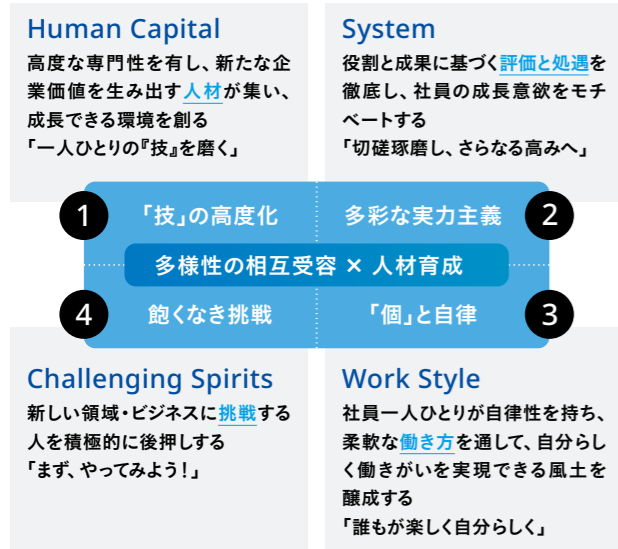 Human Capital
高度な専門性を有し、新たな企
業価値を生み出す人材が集い、
成長できる環境を創る
「一人ひとりの『技』を磨く」
System
役割と成果に基づく評価と処遇を
徹底し、社員の成長意欲をモチ
ベートする
「切磋琢磨し、さらなる高みへ」
1 「技」の高度化
多彩な実力主義 2
多様性の相互受容 × 人材育成
4 飽くなき挑戦
「個」と自律 3
Challenging Spirits
新しい領域・ビジネスに挑戦する
人を積極的に後押しする
「まず、やってみよう！」
Work Style
社員一人ひとりが自律性を持ち、
柔軟な働き方を通して、自分らし
く働きがいを実現できる風土を
醸成する
「誰もが楽しく自分らしく」